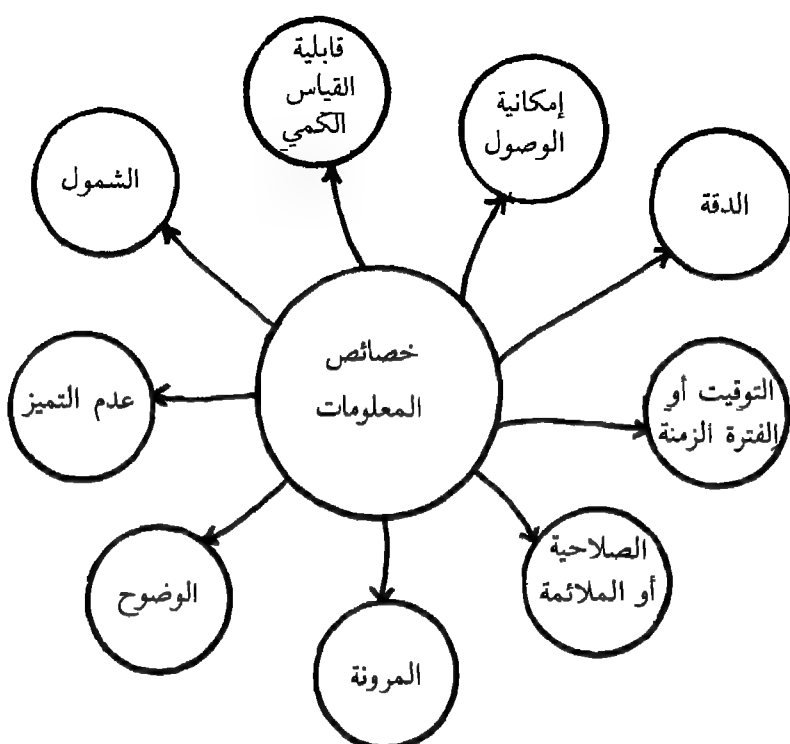 خصائص
المعلومات
قابلية
القياس
الكمي
إمكانية
الوصول
الدقة
التوقيت أو
الفترة الزمنة
الصلاحية
أو الملائمة
المرونة
الوضوح
عدم التميز
الشمول